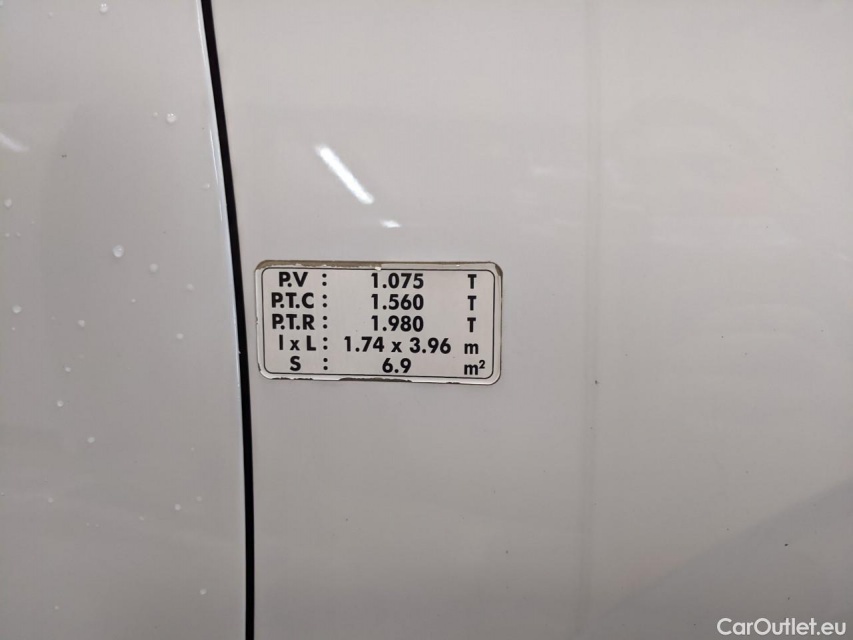 P.V : 1.075 T
P.T.C : 1.560 T
P.T.R : 1.980 T
l x L : 1.74 x 3.96 m
S : 6.9 m²
CarOutlet.eu